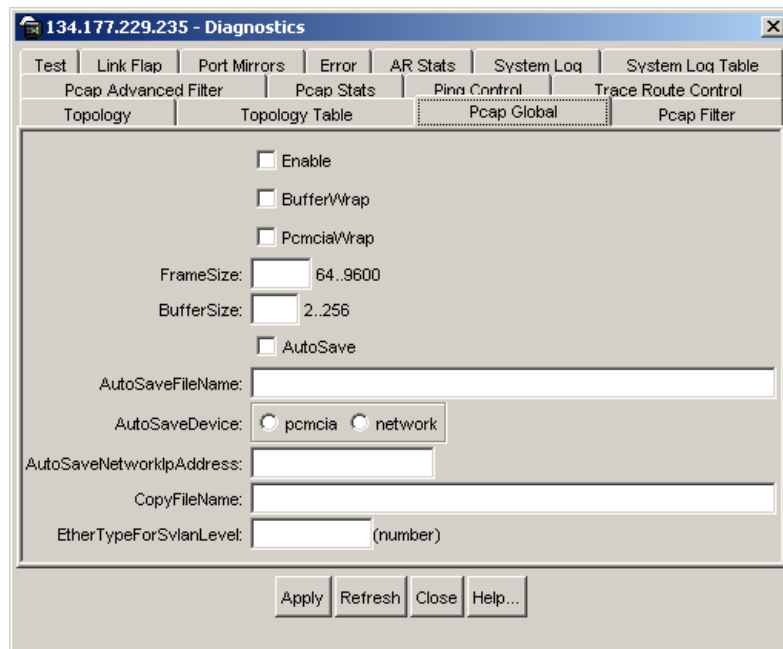 134.177.229.235 - Diagnostics
Test Link Flap Port Mirrors Error AR Stats System Log System Log Table
Pcap Advanced Filter Pcap Stats Ping Control Trace Route Control
Topology Topology Table Pcap Global Pcap Filter
Enable
BufferWrap
PcmciaWrap
FrameSize: 64..9600
BufferSize: 2..256
AutoSave
AutoSaveFileName:
AutoSaveDevice: pcmcia network
AutoSaveNetworkIpAddress:
CopyFileName:
EtherTypeForSvlanLevel: (number)
Apply Refresh Close Help...